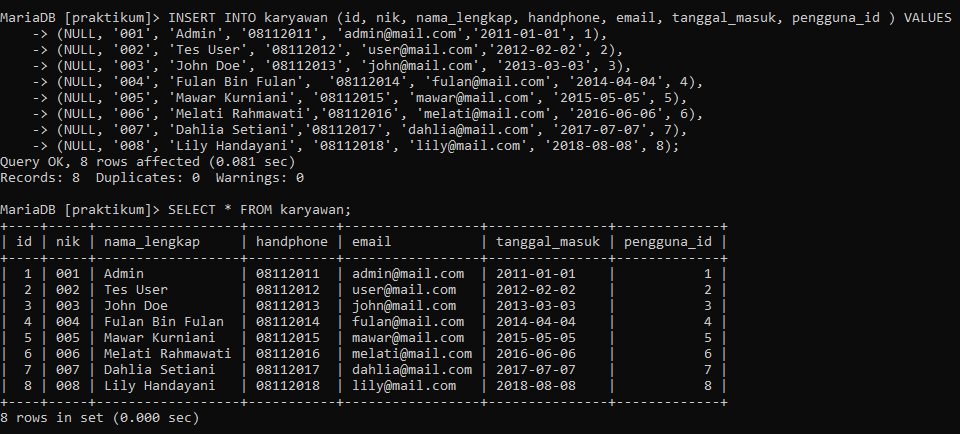 MariaDB [praktikum]> INSERT INTO karyawan (id, nik, nama_lengkap, handphone, email, tanggal_masuk, pengguna_id ) VALUES
    -> (NULL, '001', 'Admin', '08112011', 'admin@mail.com','2011-01-01', 1),
    -> (NULL, '002', 'Tes User', '08112012', 'user@mail.com','2012-02-02', 2),
    -> (NULL, '003', 'John Doe', '08112013', 'john@mail.com', '2013-03-03', 3),
    -> (NULL, '004', 'Fulan Bin Fulan',  '08112014', 'fulan@mail.com', '2014-04-04', 4),
    -> (NULL, '005', 'Mawar Kurniani', '08112015', 'mawar@mail.com', '2015-05-05', 5),
    -> (NULL, '006', 'Melati Rahmawati','08112016', 'melati@mail.com', '2016-06-06', 6),
    -> (NULL, '007', 'Dahlia Setiani','08112017', 'dahlia@mail.com', '2017-07-07', 7),
    -> (NULL, '008', 'Lily Handayani', '08112018', 'lily@mail.com', '2018-08-08', 8);
Query OK, 8 rows affected (0.081 sec)
Records: 8  Duplicates: 0  Warnings: 0

MariaDB [praktikum]> SELECT * FROM karyawan;
+----+-----+------------------+-----------+-----------------+---------------+-------------+
| id | nik | nama_lengkap     | handphone | email           | tanggal_masuk | pengguna_id |
+----+-----+------------------+-----------+-----------------+---------------+-------------+
|  1 | 001 | Admin            | 08112011  | admin@mail.com  | 2011-01-01    |           1 |
|  2 | 002 | Tes User         | 08112012  | user@mail.com   | 2012-02-02    |           2 |
|  3 | 003 | John Doe         | 08112013  | john@mail.com   | 2013-03-03    |           3 |
|  4 | 004 | Fulan Bin Fulan  | 08112014  | fulan@mail.com  | 2014-04-04    |           4 |
|  5 | 005 | Mawar Kurniani   | 08112015  | mawar@mail.com  | 2015-05-05    |           5 |
|  6 | 006 | Melati Rahmawati | 08112016  | melati@mail.com | 2016-06-06    |           6 |
|  7 | 007 | Dahlia Setiani   | 08112017  | dahlia@mail.com | 2017-07-07    |           7 |
|  8 | 008 | Lily Handayani   | 08112018  | lily@mail.com   | 2018-08-08    |           8 |
+----+-----+------------------+-----------+-----------------+---------------+-------------+
8 rows in set (0.000 sec)